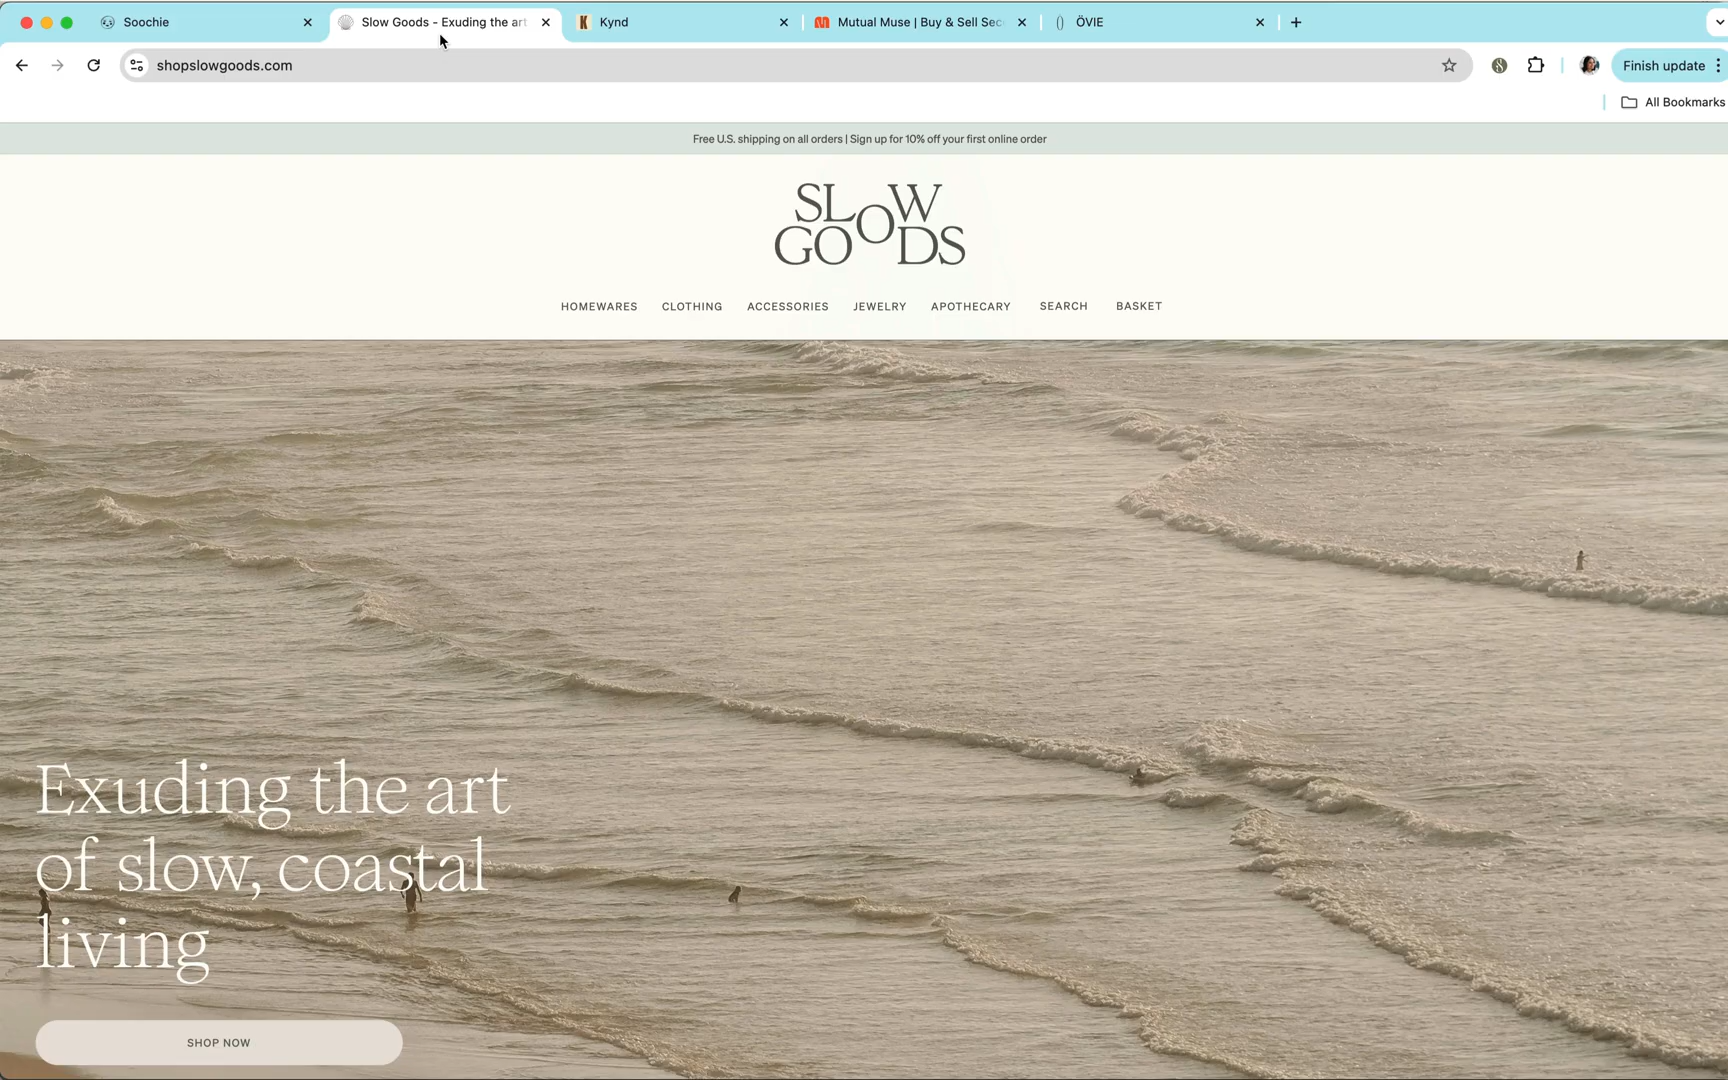 Soochie
Slow Goods - Exuding the art
Kynd
Mutual Muse | Buy & Sell Sec
ÖVIE
shopslowgoods.com
Finish update
All Bookmarks
Free U.S. shipping on all orders | Sign up for 10% off your first online order
SLOW
GOODS
HOMEWARES
CLOTHING
ACCESSORIES
JEWELRY
APOTHECARY
SEARCH
BASKET
Exuding the art
of slow, coastal
living
SHOP NOW